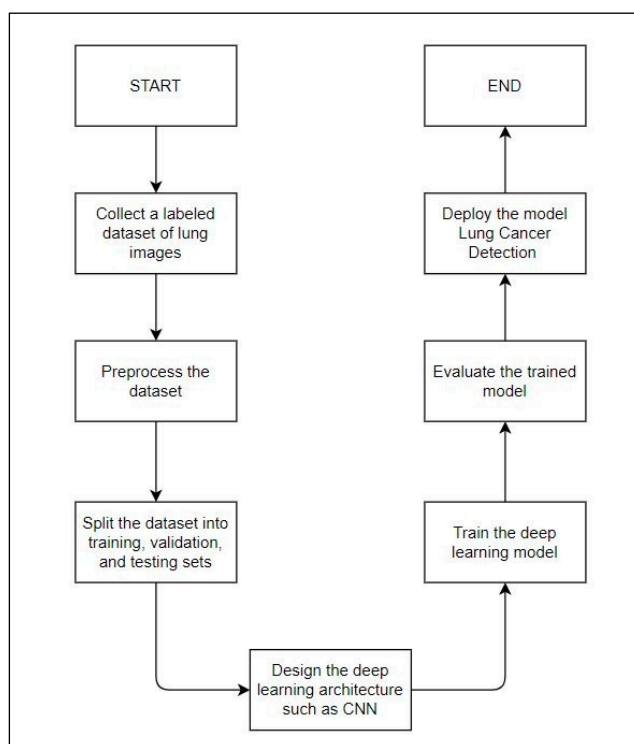 START
Collect a labeled
dataset of lung
images
Preprocess the
dataset
Split the dataset into
training, validation,
and testing sets
Design the deep
learning architecture
such as CNN
Train the deep
learning model
Evaluate the trained
model
Deploy the model
Lung Cancer
Detection
END